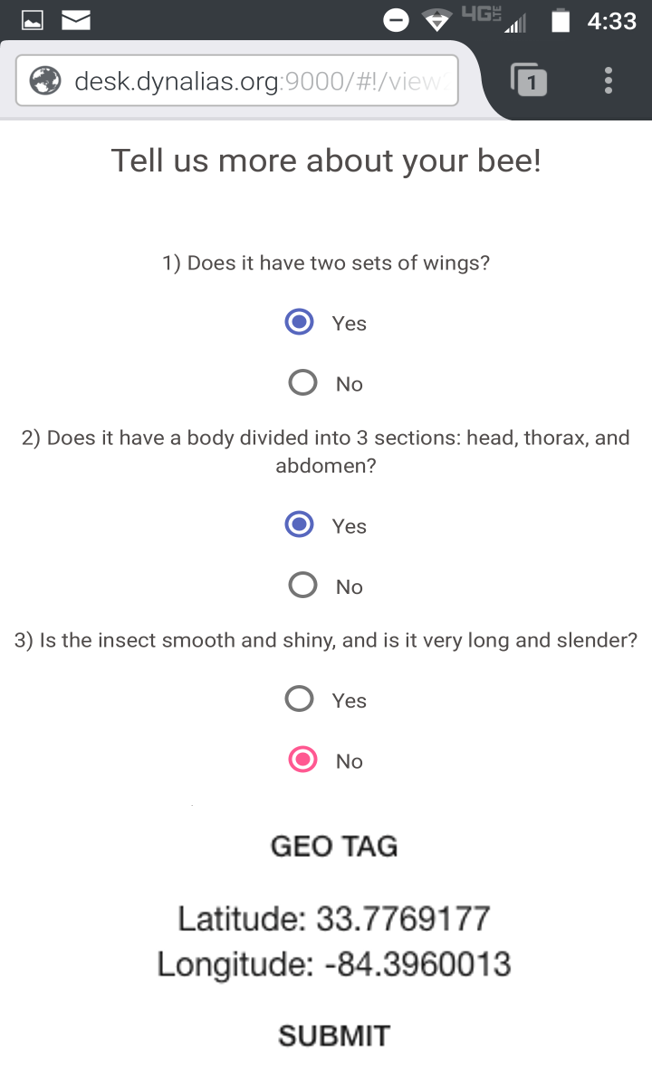 4G LTE 4:33
desk.dynalias.org:9000/#!/view
1
Tell us more about your bee!
1) Does it have two sets of wings?
Yes
No
2) Does it have a body divided into 3 sections: head, thorax, and
abdomen?
Yes
No
3) Is the insect smooth and shiny, and is it very long and slender?
Yes
No
GEO TAG
Latitude: 33.7769177
Longitude: -84.3960013
SUBMIT